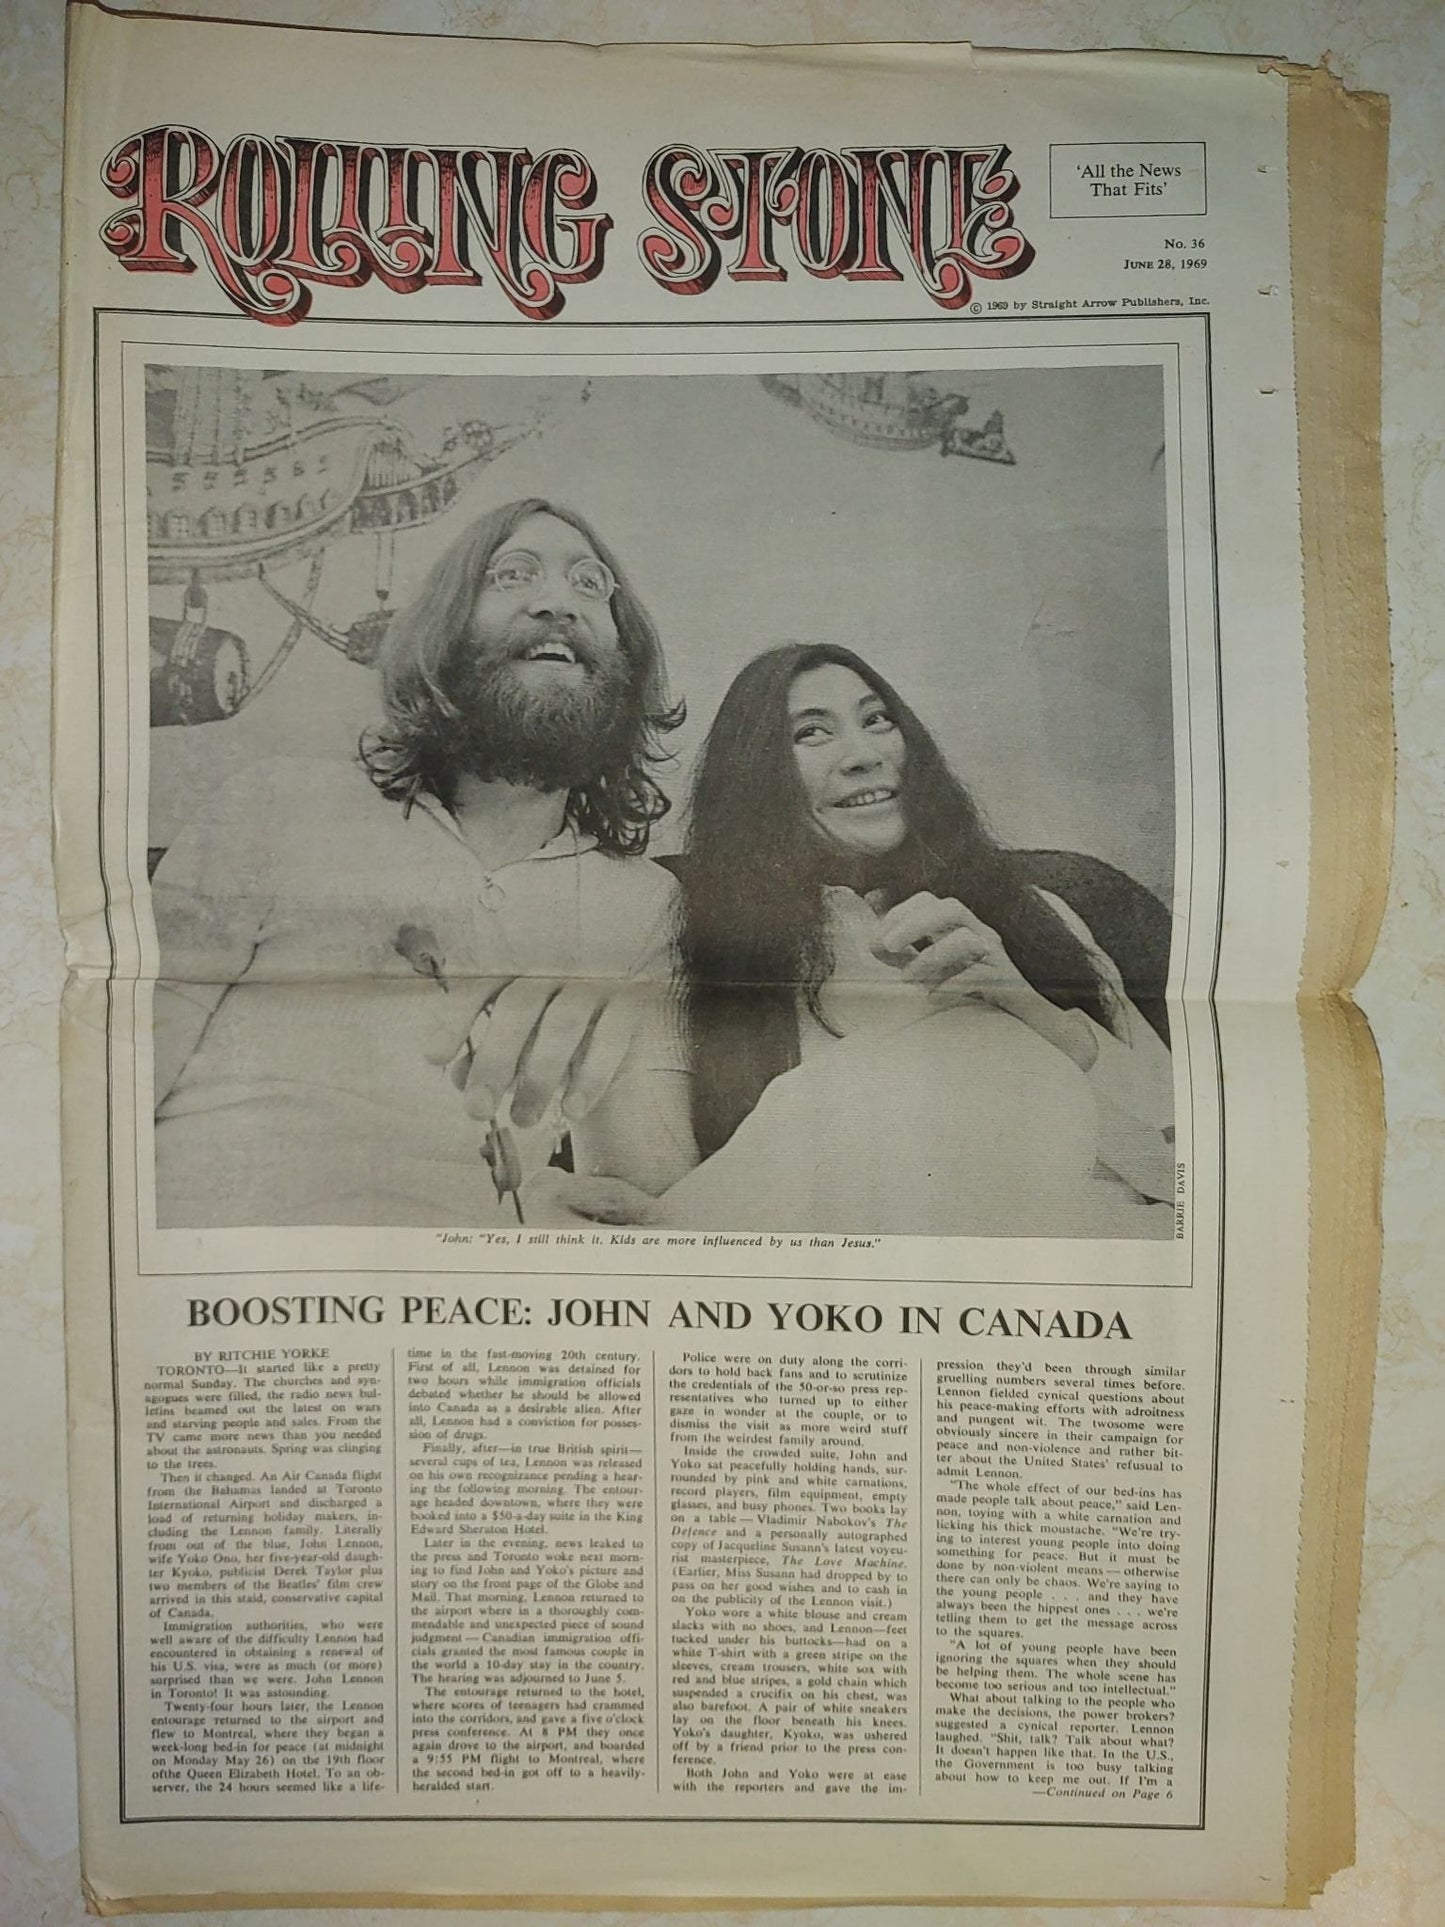 ROLLING STONE
'All the News
That Fits'
No. 36
JUNE 28, 1969
© 1969 by Straight Arrow Publishers, Inc.
BARRIE DAVIS
"John: "Yes, I still think it. Kids are more influenced by us than Jesus."
BOOSTING PEACE: JOHN AND YOKO IN CANADA
BY RITCHIE YORKE
TORONTO—It started like a pretty
normal Sunday. The churches and syn-
agogues were filled, the radio news bul-
letins beamed out the latest on wars
and starving people and sales. From the
TV came more news than you needed
about the astronauts. Spring was clinging
to the trees.
Then it changed. An Air Canada flight
from the Bahamas landed at Toronto
International Airport and discharged a
load of returning holiday makers, in-
cluding the Lennon family. Literally
from out of the blue, John Lennon,
wife Yoko Ono, her five-year-old daugh-
ter Kyoko, publicist Derek Taylor plus
two members of the Beatles' film crew
arrived in this staid, conservative capital
of Canada.
Immigration authorities, who were
well aware of the difficulty Lennon had
encountered in obtaining a renewal of
his U.S. visa, were as much (or more)
surprised than we were. John Lennon
in Toronto! It was astounding.
Twenty-four hours later, the Lennon
entourage returned to the airport and
flew to Montreal, where they began a
week-long bed-in for peace (at midnight
on Monday May 26) on the 19th floor
ofthe Queen Elizabeth Hotel. To an ob-
server, the 24 hours seemed like a life-
time in the fast-moving 20th century.
First of all, Lennon was detained for
two hours while immigration officials
debated whether he should be allowed
into Canada as a desirable alien. After
all, Lennon had a conviction for posses-
sion of drugs.
Finally, after—in true British spirit—
several cups of tea, Lennon was released
on his own recognizance pending a hear-
ing the following morning. The entour-
age headed downtown, where they were
booked into a $50-a-day suite in the King
Edward Sheraton Hotel.
Later in the evening, news leaked to
the press and Toronto woke next morn-
ing to find John and Yoko's picture and
story on the front page of the Globe and
Mail. That morning, Lennon returned to
the airport where in a thoroughly com-
mendable and unexpected piece of sound
judgment — Canadian immigration offi-
cials granted the most famous couple in
the world a 10-day stay in the country.
The hearing was adjourned to June 5.
The entourage returned to the hotel,
where scores of teenagers had crammed
into the corridors, and gave a five o'clock
press conference. At 8 PM they once
again drove to the airport, and boarded
a 9:55 PM flight to Montreal, where
the second bed-in got off to a heavily-
heralded start.
Police were on duty along the corri-
dors to hold back fans and to scrutinize
the credentials of the 50-or-so press rep-
resentatives who turned up to either
gaze in wonder at the couple, or to
dismiss the visit as more weird stuff
from the weirdest family around.
Inside the crowded suite, John and
Yoko sat peacefully holding hands, sur-
rounded by pink and white carnations,
record players, film equipment, empty
glasses, and busy phones. Two books lay
on a table — Vladimir Nabokov's The
Defence and a personally autographed
copy of Jacqueline Susann's latest voyeu-
rist masterpiece, The Love Machine.
(Earlier, Miss Susann had dropped by to
pass on her good wishes and to cash in
on the publicity of the Lennon visit.)
Yoko wore a white blouse and cream
slacks with no shoes, and Lennon—feet
tucked under his buttocks—had on a
white T-shirt with a green stripe on the
sleeves, cream trousers, white sox with
red and blue stripes, a gold chain which
suspended a crucifix on his chest, was
also barefoot. A pair of white sneakers
lay on the floor beneath his knees.
Yoko's daughter, Kyoko, was ushered
off by a friend prior to the press con-
ference.
Both John and Yoko were at ease
with the reporters and gave the im-
pression they'd been through similar
gruelling numbers several times before.
Lennon fielded cynical questions about
his peace-making efforts with adroitness
and pungent wit. The twosome were
obviously sincere in their campaign for
peace and non-violence and rather bit-
ter about the United States' refusual to
admit Lennon.
"The whole effect of our bed-ins has
made people talk about peace," said Len-
non, toying with a white carnation and
licking his thick moustache. "We're try-
ing to interest young people into doing
something for peace. But it must be
done by non-violent means — otherwise
there can only be chaos. We're saying to
the young people . . . and they have
always been the hippest ones . . . we're
telling them to get the message across
to the squares.
"A lot of young people have been
ignoring the squares when they should
be helping them. The whole scene has
become too serious and too intellectual."
What about talking to the people who
make the decisions, the power brokers?
suggested a cynical reporter. Lennon
laughed. "Shit, talk? Talk about what?
It doesn't happen like that. In the U.S.,
the Government is too busy talking
about how to keep me out. If I'm a
—Continued on Page 6